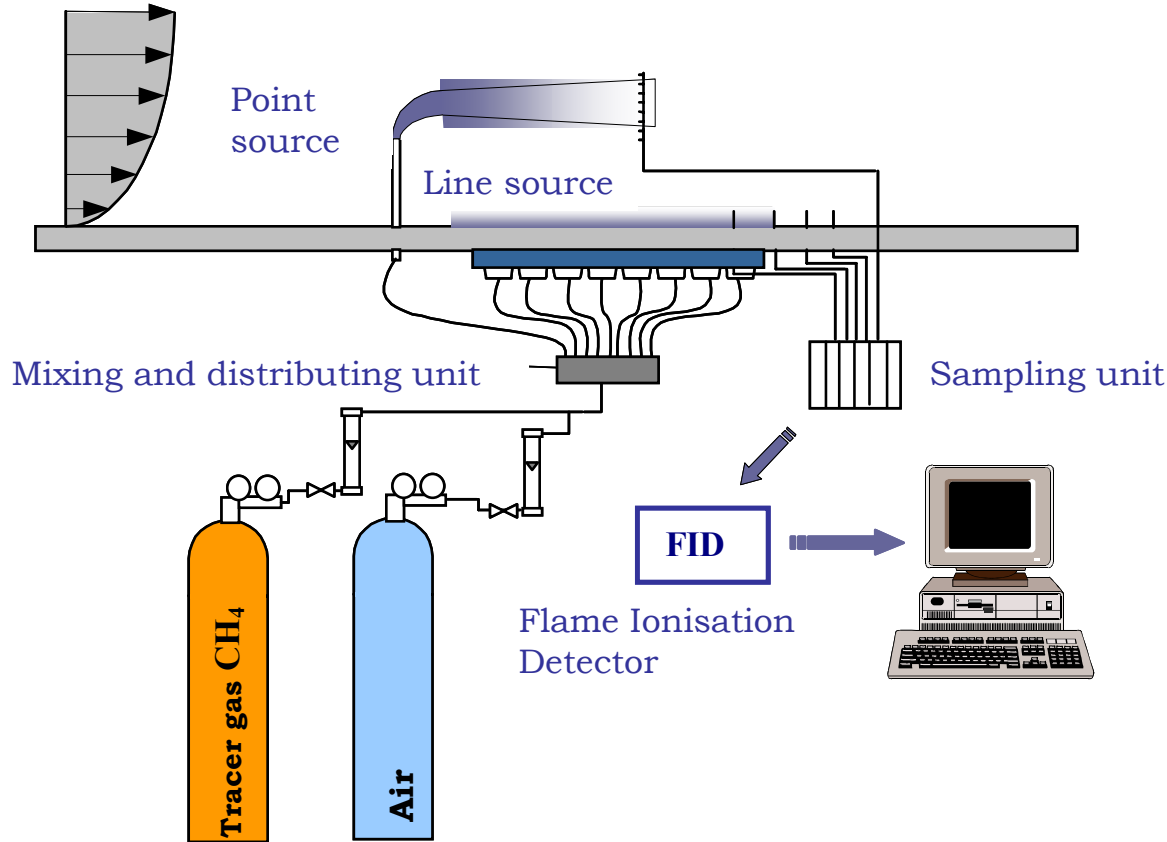 Point
source
Line source
Mixing and distributing unit
Sampling unit
FID
Flame Ionisation
Detector
Tracer gas CH₄
Air